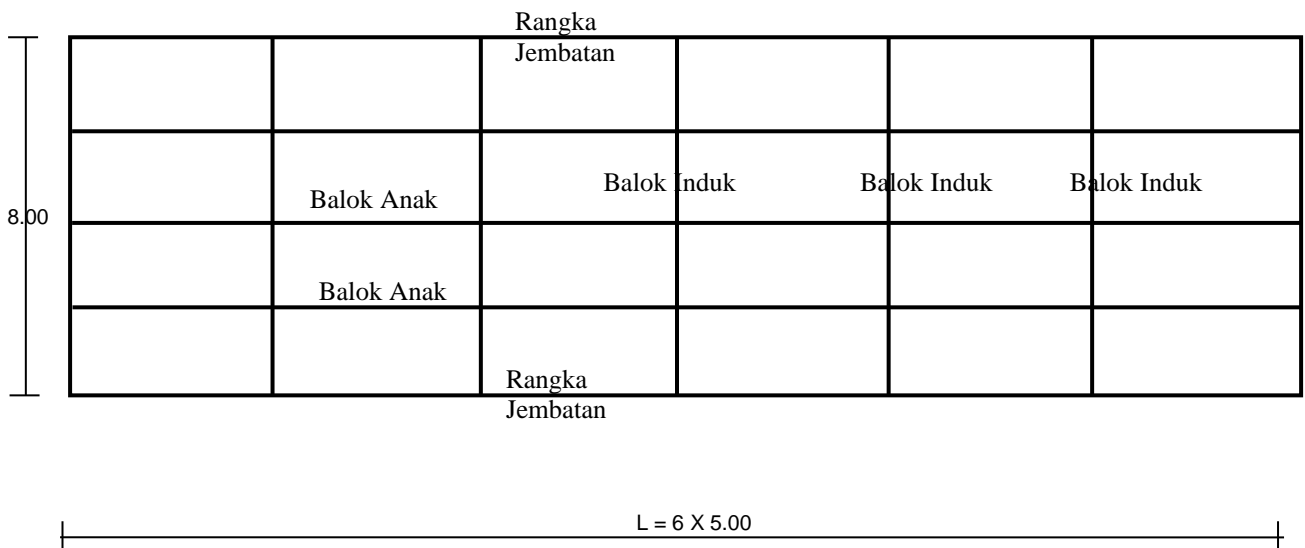 Rangka
Jembatan
Balok Induk
Balok Induk
Balok Induk
Balok Anak
8.00
Balok Anak
Rangka
Jembatan
L = 6 X 5.00